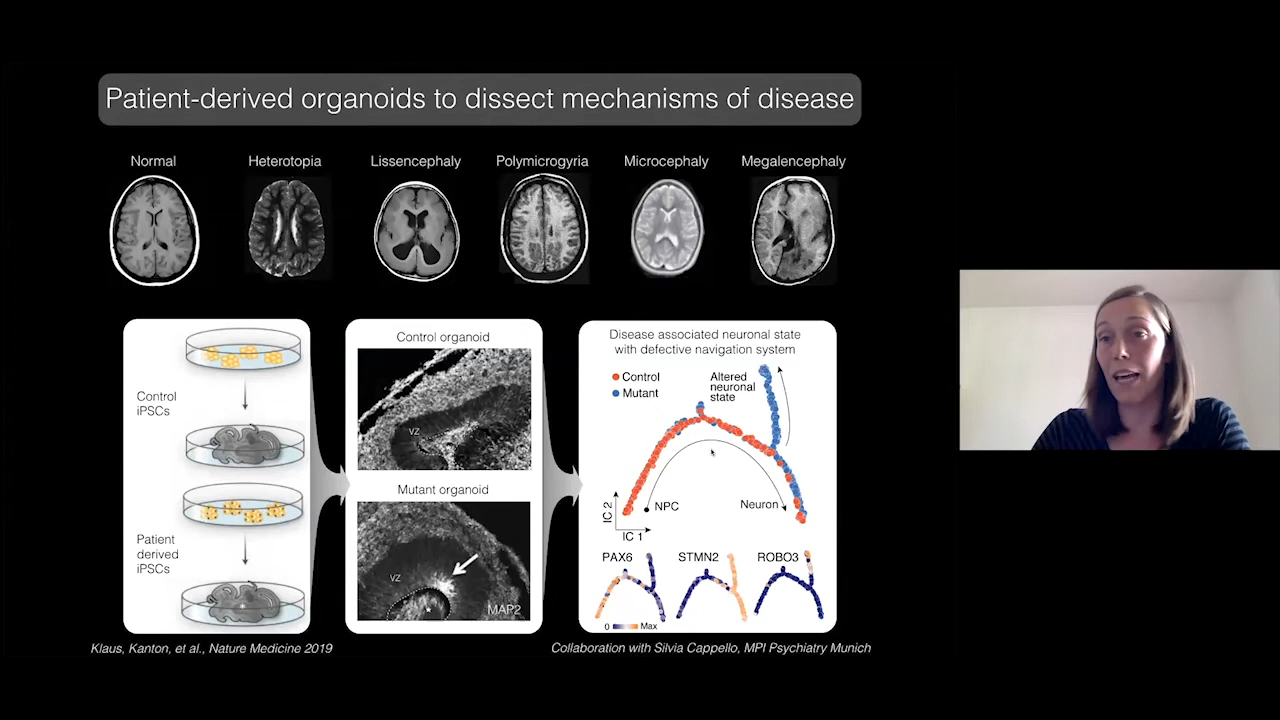 Patient-derived organoids to dissect mechanisms of disease
Normal
Heterotopia
Lissencephaly
Polymicrogyria
Microcephaly
Megalencephaly
Control
iPSCs
Patient
derived
iPSCs
Control organoid
VZ
Mutant organoid
VZ
MAP2
Disease associated neuronal state
with defective navigation system
Control
Mutant
Altered
neuronal
state
NPC
Neuron
IC 2
IC 1
PAX6
STMN2
ROBO3
0 Max
Klaus, Kanton, et al., Nature Medicine 2019
Collaboration with Silvia Cappello, MPI Psychiatry Munich